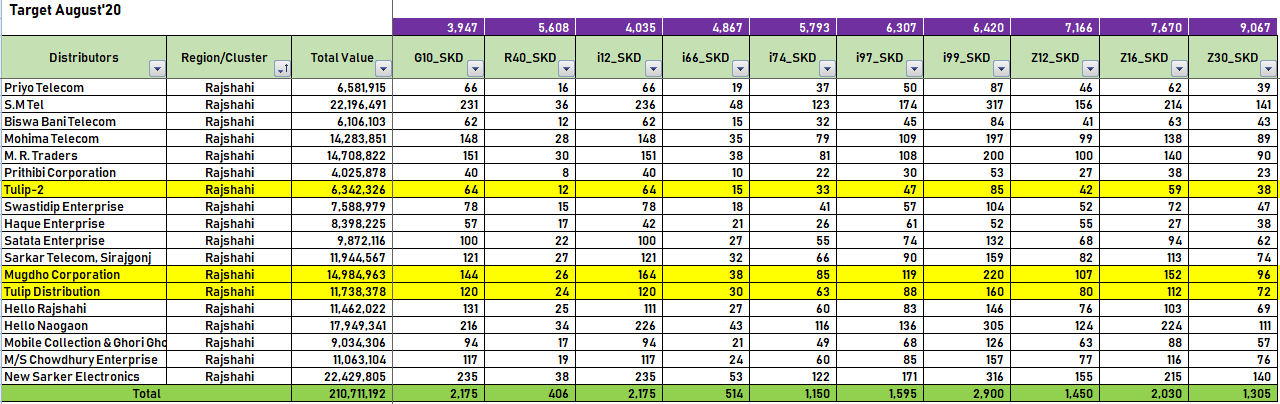 Target August'20
3,947 5,608 4,035 4,867 5,793 6,307 6,420 7,166 7,670 9,067
Distributors Region/Cluster Total Value G10_SKD R40_SKD i12_SKD i66_SKD i74_SKD i97_SKD i99_SKD Z12_SKD Z16_SKD Z30_SKD
Priyo Telecom Rajshahi 6,581,915 66 16 66 19 37 50 87 46 62 39
S.M Tel Rajshahi 22,196,491 231 36 236 48 123 174 317 156 214 141
Biswa Bani Telecom Rajshahi 6,106,103 62 12 62 15 32 45 84 41 63 43
Mohima Telecom Rajshahi 14,283,851 148 28 148 35 79 109 197 99 138 89
M. R. Traders Rajshahi 14,708,822 151 30 151 38 81 108 200 100 140 90
Prithibi Corporation Rajshahi 4,025,878 40 8 40 10 22 30 53 27 38 23
Tulip-2 Rajshahi 6,342,326 64 12 64 15 33 47 85 42 59 38
Swastidip Enterprise Rajshahi 7,588,979 78 15 78 18 41 57 104 52 72 47
Haque Enterprise Rajshahi 8,398,225 57 17 42 21 26 61 52 55 27 38
Satata Enterprise Rajshahi 9,872,116 100 22 100 27 55 74 132 68 94 62
Sarkar Telecom, Sirajgonj Rajshahi 11,944,567 121 27 121 32 66 90 159 82 113 74
Mugdho Corporation Rajshahi 14,984,963 144 26 164 38 85 119 220 107 152 96
Tulip Distribution Rajshahi 11,738,378 120 24 120 30 63 88 160 80 112 72
Hello Rajshahi Rajshahi 11,462,022 131 25 111 27 60 83 146 76 103 69
Hello Naogaon Rajshahi 17,949,341 216 34 226 43 116 136 305 124 224 111
Mobile Collection & Ghori Gho Rajshahi 9,034,306 94 17 94 21 49 68 126 63 88 57
M/S Chowdhury Enterprise Rajshahi 11,063,104 117 19 117 24 60 85 157 77 116 76
New Sarker Electronics Rajshahi 22,429,805 235 38 235 53 122 171 316 155 215 140
Total 210,711,192 2,175 406 2,175 514 1,150 1,595 2,900 1,450 2,030 1,305